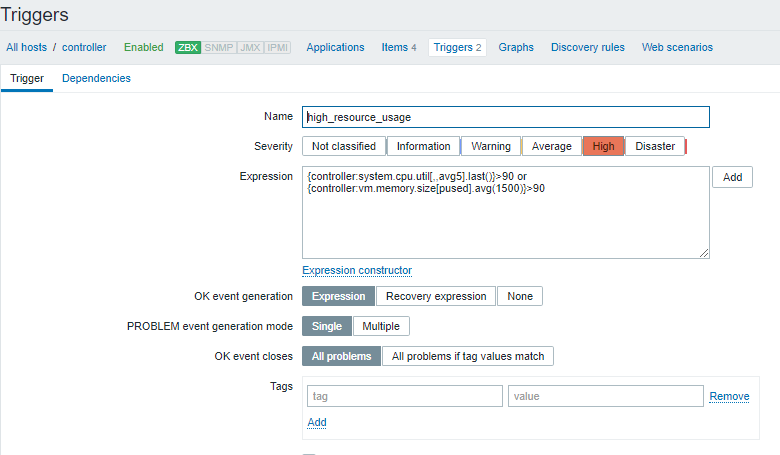 Triggers
All hosts / controller Enabled ZBX SNMP JMX IPMI Applications Items 4 Triggers 2 Graphs Discovery rules Web scenarios
Trigger Dependencies
Name high_resource_usage
Severity Not classified Information Warning Average High Disaster
Expression {controller:system.cpu.util[,,avg5].last()}>90 or Add
{controller:vm.memory.size[pused].avg(1500)}>90
Expression constructor
OK event generation Expression Recovery expression None
PROBLEM event generation mode Single Multiple
OK event closes All problems All problems if tag values match
Tags tag value Remove
Add